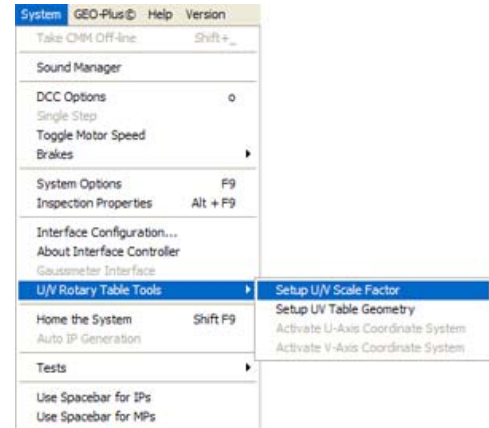 System GEO-Plus© Help Version
Take CMM Off-line Shift+_
Sound Manager
DCC Options o
Single Step
Toggle Motor Speed
Brakes
System Options F9
Inspection Properties Alt + F9
Interface Configuration...
About Interface Controller
Gaussmeter Interface
U/V Rotary Table Tools
Setup U/V Scale Factor
Setup UV Table Geometry
Activate U-Axis Coordinate System
Activate V-Axis Coordinate System
Home the System Shift F9
Auto IP Generation
Tests
Use Spacebar for IPs
Use Spacebar for MPs